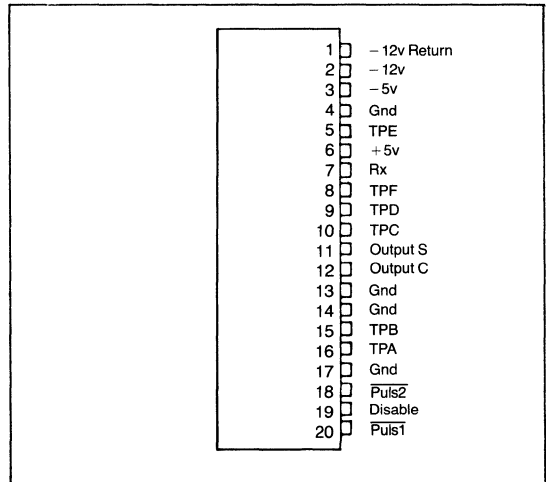 1 − 12v Return
2 − 12v
3 − 5v
4 Gnd
5 TPE
6 + 5v
7 Rx
8 TPF
9 TPD
10 TPC
11 Output S
12 Output C
13 Gnd
14 Gnd
15 TPB
16 TPA
17 Gnd
18 P̅u̅l̅s̅2̅
19 Disable
20 P̅u̅l̅s̅1̅